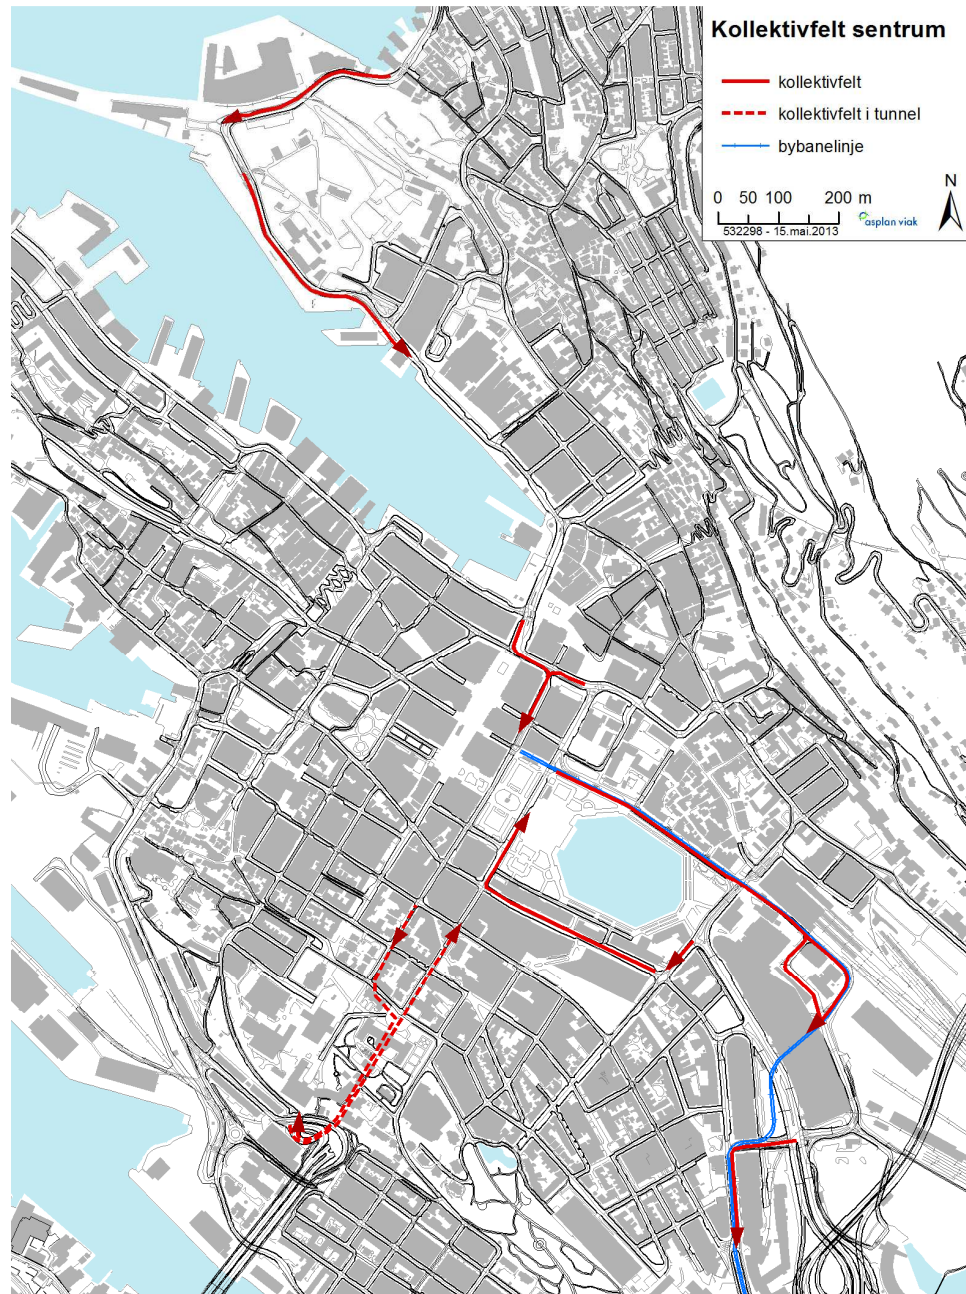 Kollektivfelt sentrum
kollektivfelt
kollektivfelt i tunnel
bybanelinje
N
0 50 100 200 m
asplan viak
532298 - 15.mai.2013